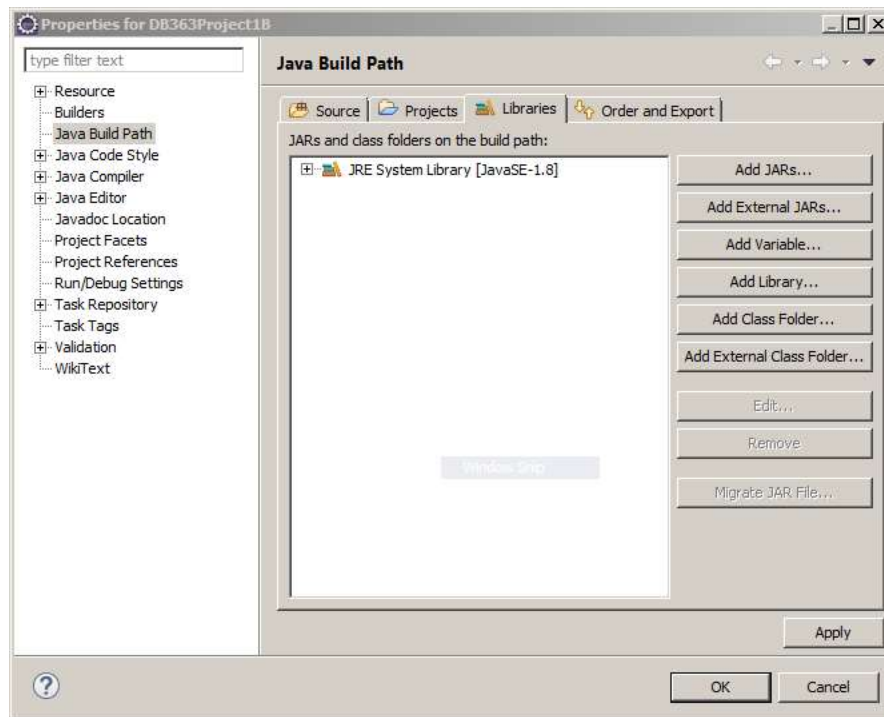 Properties for DB363Project1B
type filter text
Resource
Builders
Java Build Path
Java Code Style
Java Compiler
Java Editor
Javadoc Location
Project Facets
Project References
Run/Debug Settings
Task Repository
Task Tags
Validation
WikiText
Java Build Path
Source Projects Libraries Order and Export
JARs and class folders on the build path:
JRE System Library [JavaSE-1.8]
Add JARs...
Add External JARs...
Add Variable...
Add Library...
Add Class Folder...
Add External Class Folder...
Edit...
Remove
Migrate JAR File...
Window Snip
Apply
OK Cancel